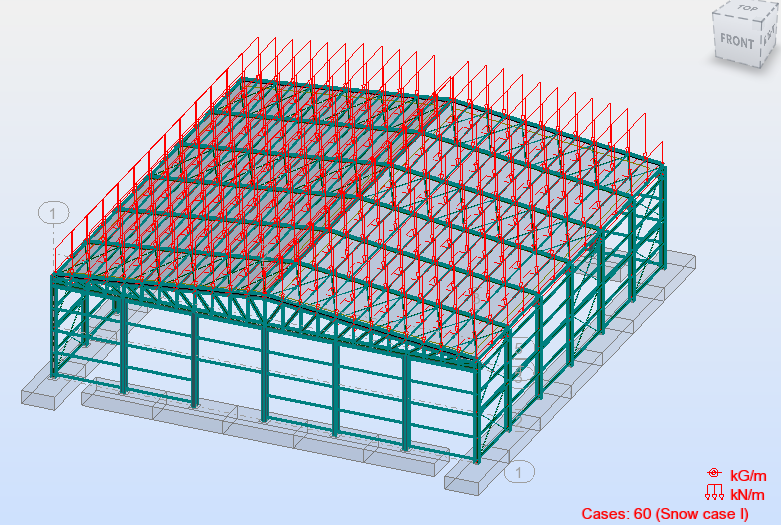 TOP
FRONT
1
1
kG/m
kN/m
Cases: 60 (Snow case I)